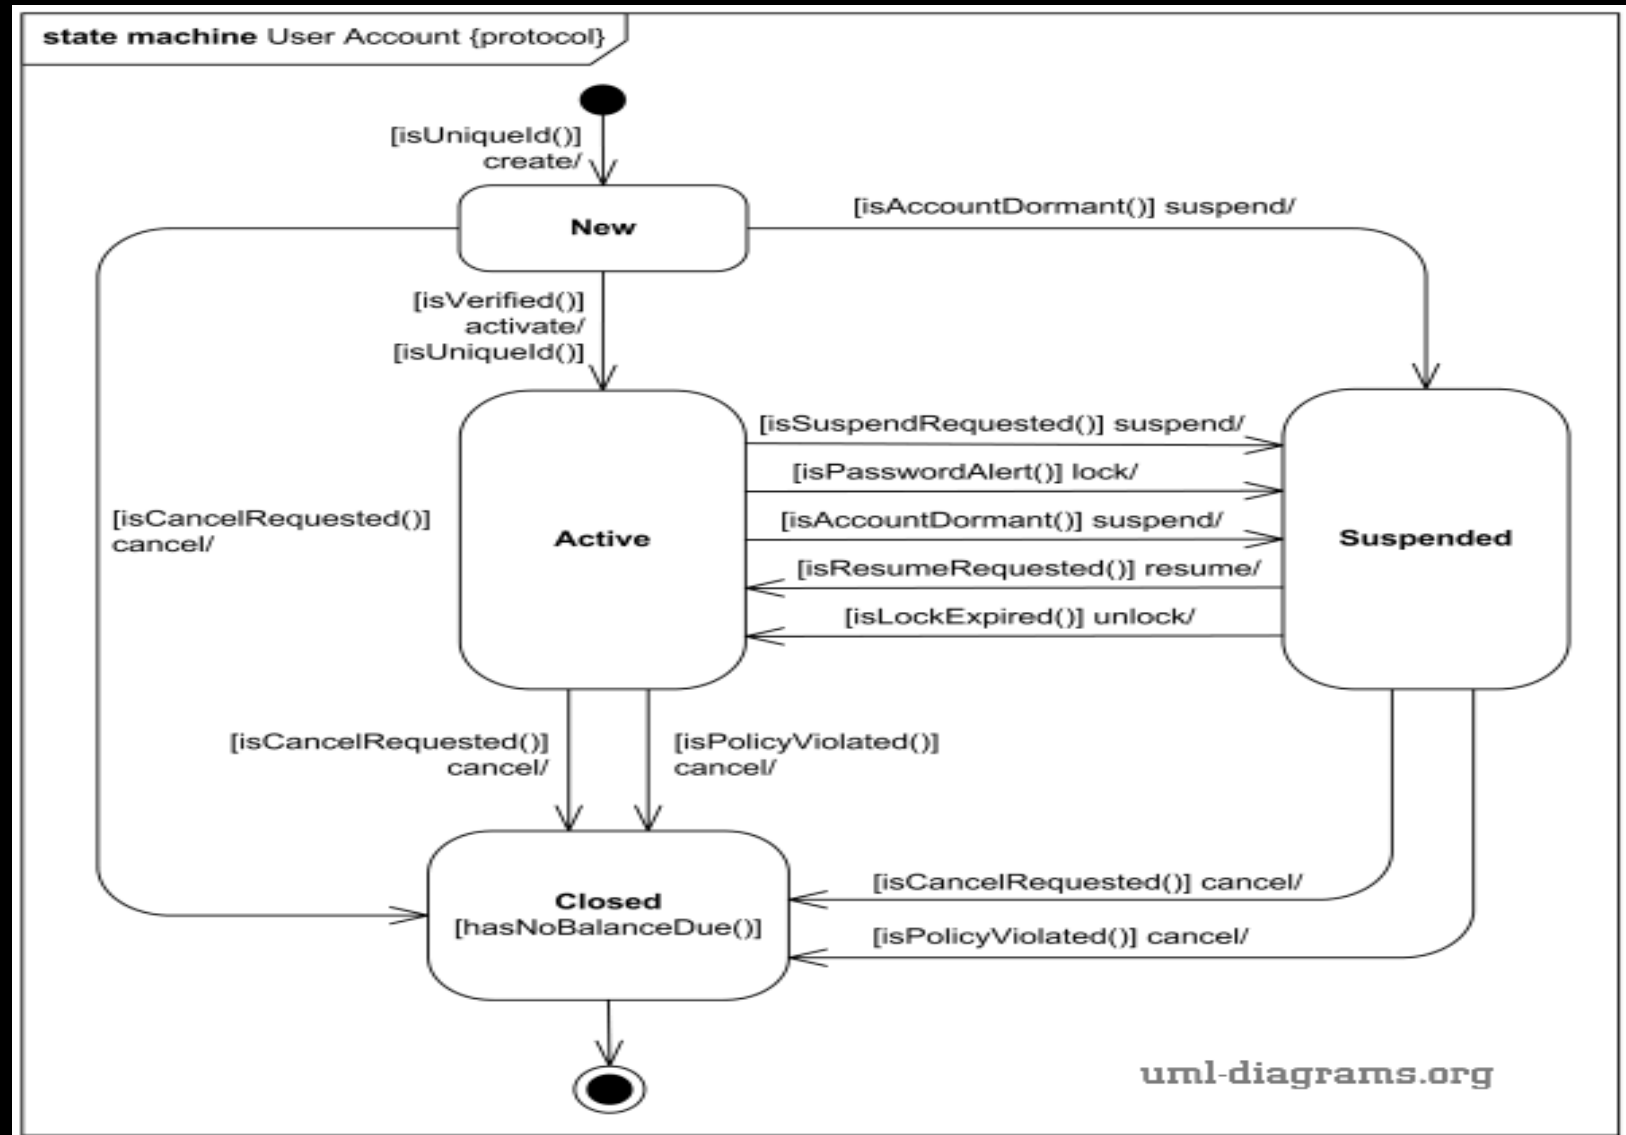 state machine User Account {protocol}
[isUniqueId()]
create/
New
[isAccountDormant()] suspend/
[isVerified()]
activate/
[isUniqueId()]
[isSuspendRequested()] suspend/
[isPasswordAlert()] lock/
[isCancelRequested()]
cancel/
[isAccountDormant()] suspend/
Active
Suspended
[isResumeRequested()] resume/
[isLockExpired()] unlock/
[isCancelRequested()]
cancel/
[isPolicyViolated()]
cancel/
Closed
[hasNoBalanceDue()]
[isCancelRequested()] cancel/
[isPolicyViolated()] cancel/
uml-diagrams.org